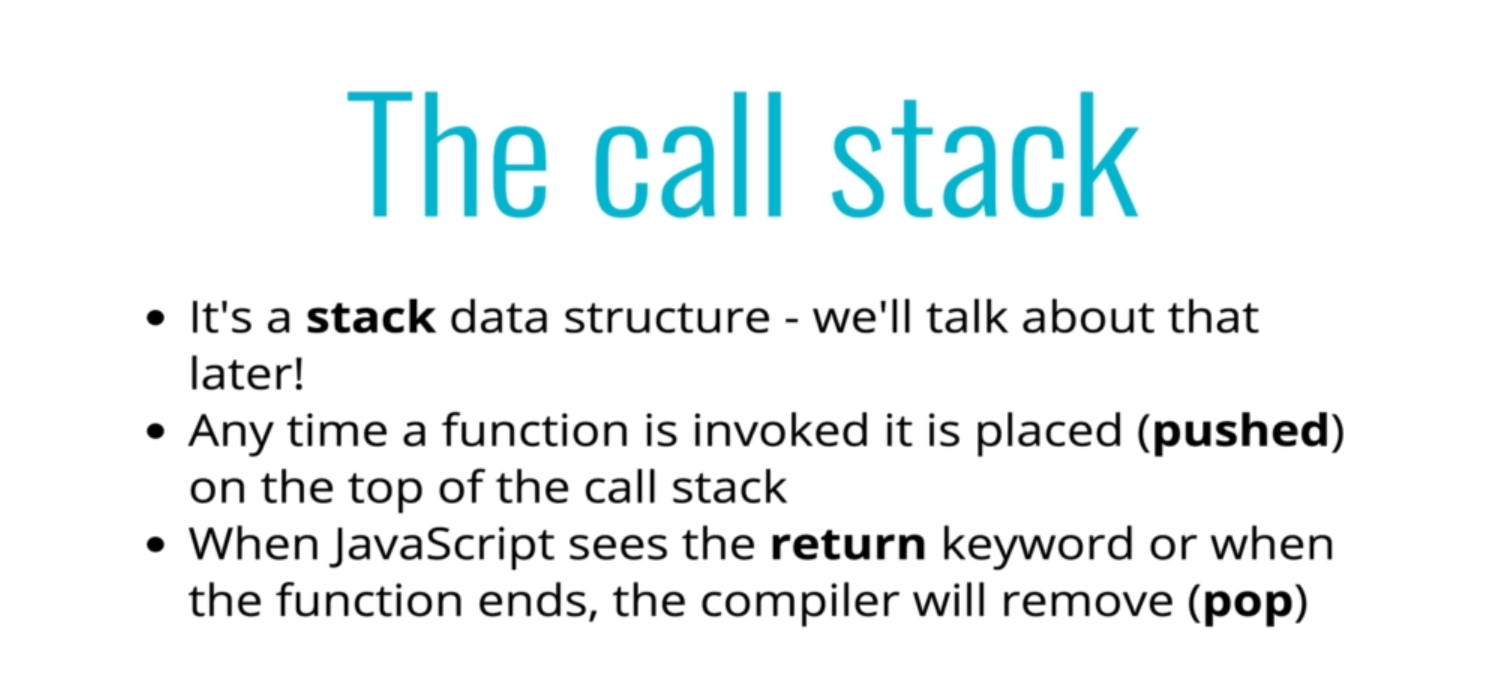 The call stack
• It's a stack data structure - we'll talk about that
later!
• Any time a function is invoked it is placed (pushed)
on the top of the call stack
• When JavaScript sees the return keyword or when
the function ends, the compiler will remove (pop)